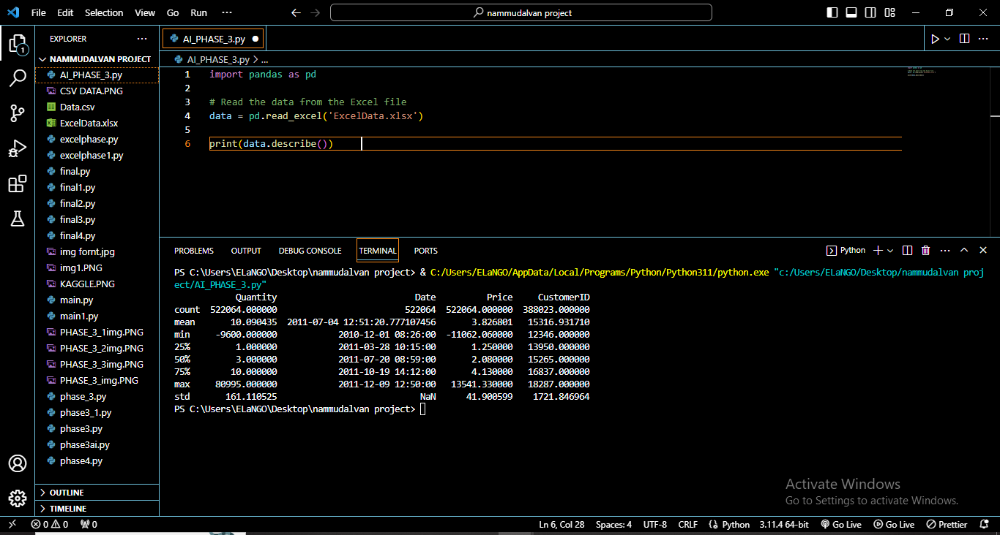 File Edit Selection View Go Run ··· nammudalvan project
EXPLORER ···
NAMMUDALVAN PROJECT
AI_PHASE_3.py
CSV DATA.PNG
Data.csv
ExcelData.xlsx
excelphase.py
excelphase1.py
final.py
final1.py
final2.py
final3.py
final4.py
img fornt.jpg
img1.PNG
KAGGLE.PNG
main.py
main1.py
PHASE_3_1img.PNG
PHASE_3_2img.PNG
PHASE_3_3img.PNG
PHASE_3_img.PNG
phase_3.py
phase3_1.py
phase3.py
phase3ai.py
phase4.py
OUTLINE
TIMELINE
1
AI_PHASE_3.py
AI_PHASE_3.py > ...
1 import pandas as pd
2
3 # Read the data from the Excel file
4 data = pd.read_excel('ExcelData.xlsx')
5
6 print(data.describe())
PROBLEMS OUTPUT DEBUG CONSOLE TERMINAL PORTS Python
PS C:\Users\ELaNGO\Desktop\nammudalvan project> & C:/Users/ELaNGO/AppData/Local/Programs/Python/Python311/python.exe "c:/Users/ELaNGO/Desktop/nammudalvan proj
ect/AI_PHASE_3.py"
Quantity Date Price CustomerID
count 522064.000000 522064 522064.000000 388023.000000
mean 10.090435 2011-07-04 12:51:20.777107456 3.826801 15316.931710
min -9600.000000 2010-12-01 08:26:00 -11062.060000 12346.000000
25% 1.000000 2011-03-28 10:15:00 1.250000 13950.000000
50% 3.000000 2011-07-20 08:59:00 2.080000 15265.000000
75% 10.000000 2011-10-19 14:12:00 4.130000 16837.000000
max 80995.000000 2011-12-09 12:50:00 13541.330000 18287.000000
std 161.110525 NaN 41.900599 1721.846964
PS C:\Users\ELaNGO\Desktop\nammudalvan project>
Activate Windows
Go to Settings to activate Windows.
0 0 0 Ln 6, Col 28 Spaces: 4 UTF-8 CRLF Python 3.11.4 64-bit Go Live Go Live Prettier